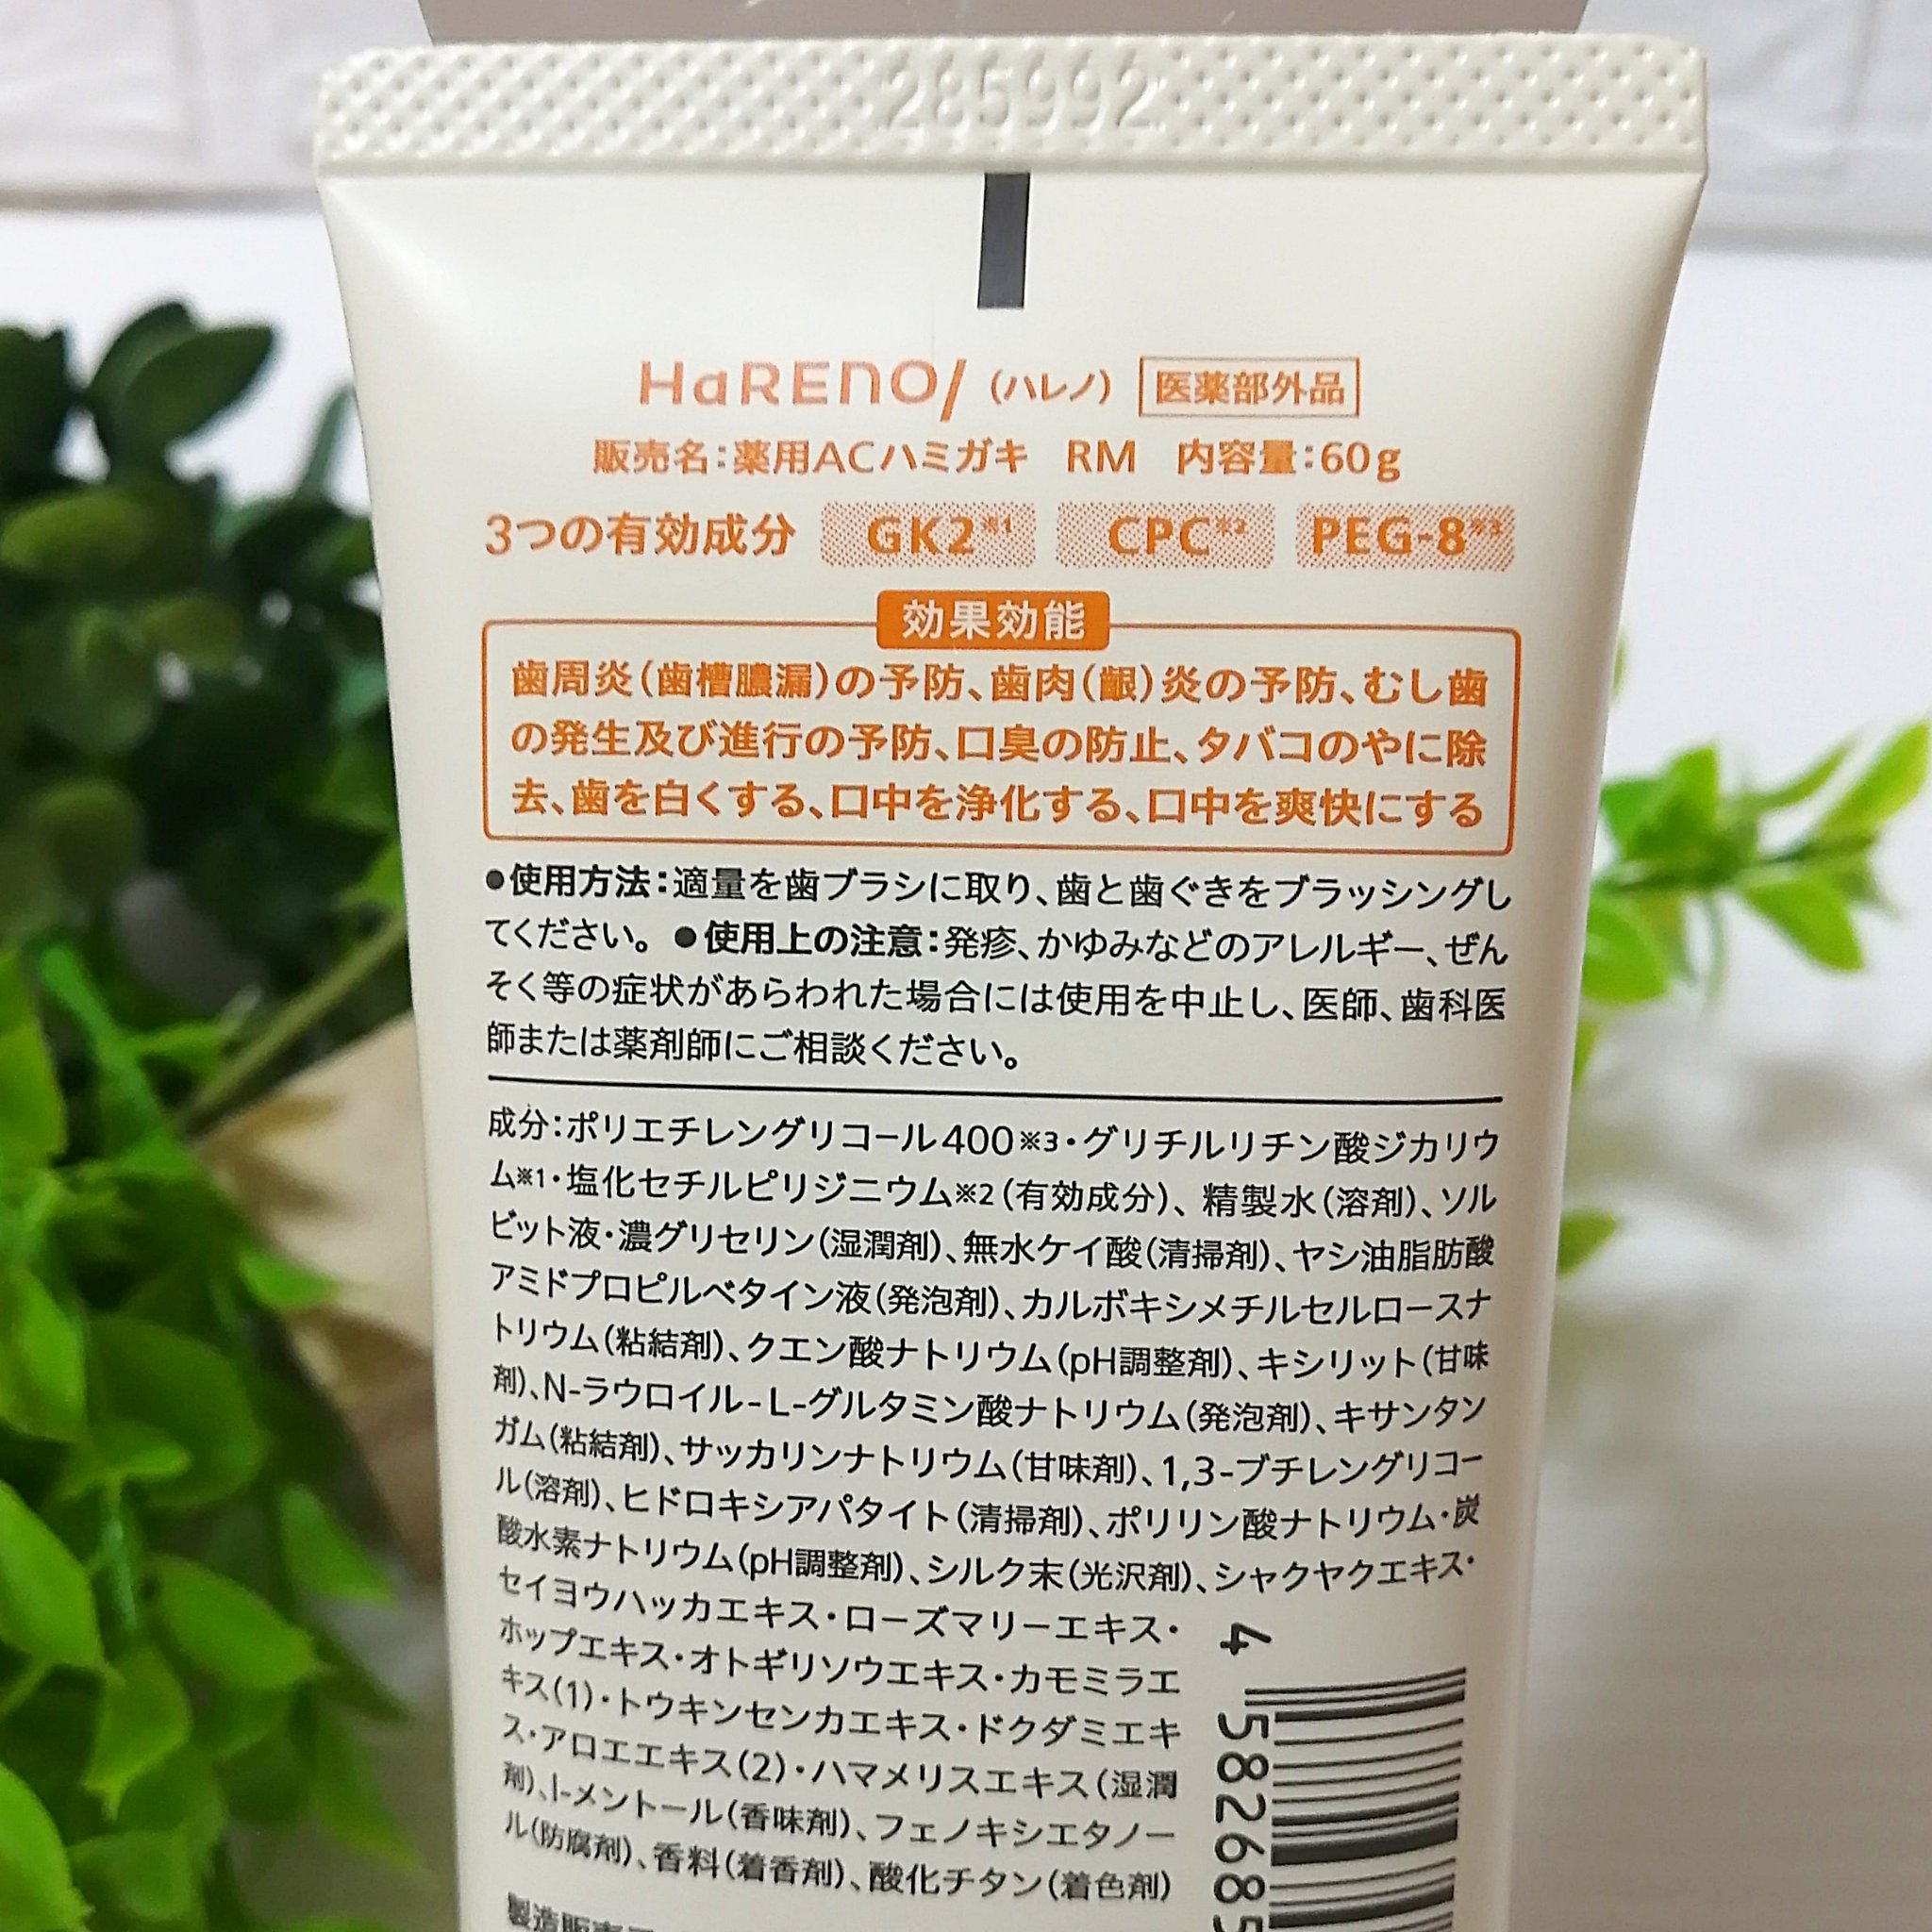 285992
HaRENO/ (ハレノ) 医薬部外品
販売名:薬用ACハミガキ RM 内容量:60g
3つの有効成分 GK2※1 CPC※2 PEG-8※3
効果効能
歯周炎(歯槽膿漏)の予防、歯肉(齦)炎の予防、むし歯
の発生及び進行の予防、口臭の防止、タバコのやに除
去、歯を白くする、口中を浄化する、口中を爽快にする
●使用方法:適量を歯ブラシに取り、歯と歯ぐきをブラッシングし
てください。●使用上の注意:発疹、かゆみなどのアレルギー、ぜん
そく等の症状があらわれた場合には使用を中止し、医師、歯科医
師または薬剤師にご相談ください。
成分:ポリエチレングリコール400※3・グリチルリチン酸ジカリウ
ム※1・塩化セチルピリジニウム※2(有効成分)、精製水(溶剤)、ソル
ビット液・濃グリセリン(湿潤剤)、無水ケイ酸(清掃剤)、ヤシ油脂肪酸
アミドプロピルベタイン液(発泡剤)、カルボキシメチルセルロースナ
トリウム(粘結剤)、クエン酸ナトリウム(pH調整剤)、キシリット(甘味
剤)、N-ラウロイル-L-グルタミン酸ナトリウム(発泡剤)、キサンタン
ガム(粘結剤)、サッカリンナトリウム(甘味剤)、1,3-ブチレングリコー
ル(溶剤)、ヒドロキシアパタイト(清掃剤)、ポリリン酸ナトリウム・炭
酸水素ナトリウム(pH調整剤)、シルク末(光沢剤)、シャクヤクエキス・
セイヨウハッカエキス・ローズマリーエキス・
ホップエキス・オトギリソウエキス・カモミラエ
キス(1)・トウキンセンカエキス・ドクダミエキ
ス・アロエエキス(2)・ハマメリスエキス(湿潤
剤)、l-メントール(香味剤)、フェノキシエタノー
ル(防腐剤)、香料(着香剤)、酸化チタン(着色剤)
4 582685
製造販売元